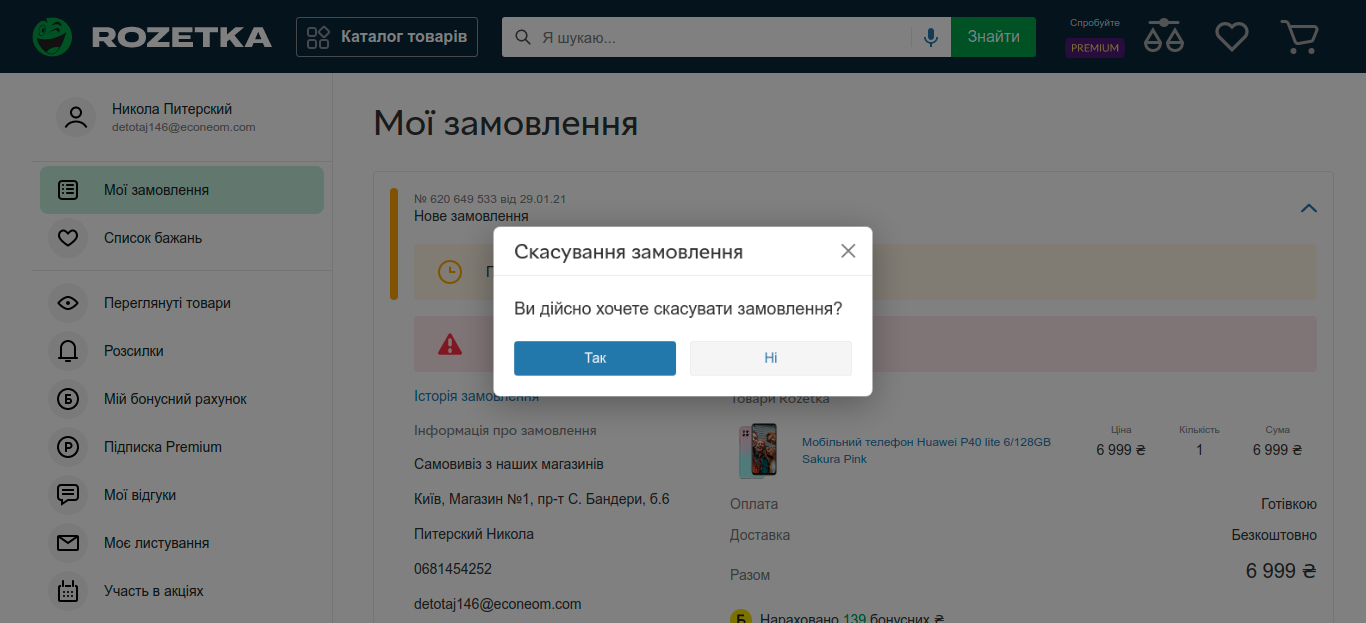 ROZETKA
Каталог товарів
Я шукаю...
Знайти
Спробуйте
PREMIUM
Никола Питерский
detotaj146@econeom.com
Мої замовлення
Список бажань
Переглянуті товари
Розсилки
Мій бонусний рахунок
Підписка Premium
Мої відгуки
Моє листування
Участь в акціях
Мої замовлення
№ 620 649 533 від 29.01.21
Нове замовлення
Скасування замовлення
Ви дійсно хочете скасувати замовлення?
Так
Ні
Історія замовлення
Інформація про замовлення
Самовивіз з наших магазинів
Київ, Магазин №1, пр-т С. Бандери, б.6
Питерский Никола
0681454252
detotaj146@econeom.com
Товари Rozetka
Мобільний телефон Huawei P40 lite 6/128GB
Sakura Pink
Ціна
6 999 ₴
Кількість
1
Сума
6 999 ₴
Оплата
Готівкою
Доставка
Безкоштовно
Разом
6 999 ₴
Б Нараховано 139 бонусних ₴